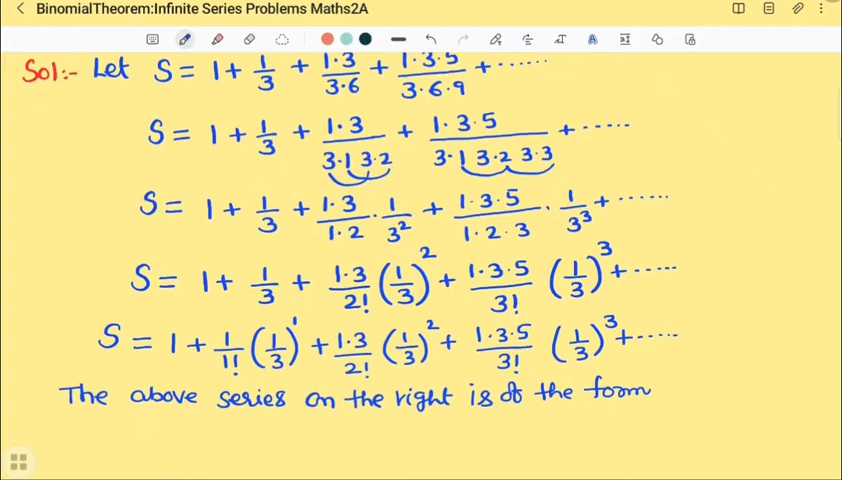 BinomialTheorem:Infinite Series Problems Maths2A
Sol:- Let S = 1 + 1/3 + 1·3/3·6 + 1·3·5/3·6·9 + ······
S = 1 + 1/3 + 1·3/3·1 3·2 + 1·3·5/3·1 3·2 3·3 + ·····
S = 1 + 1/3 + 1·3/1·2 · 1/3² + 1·3·5/1·2·3 · 1/3³ + ······
S = 1 + 1/3 + 1·3/2! (1/3)² + 1·3·5/3! (1/3)³ + ·····
S = 1 + 1/1! (1/3)¹ + 1·3/2! (1/3)² + 1·3·5/3! (1/3)³ + ·····
The above series on the right is of the form